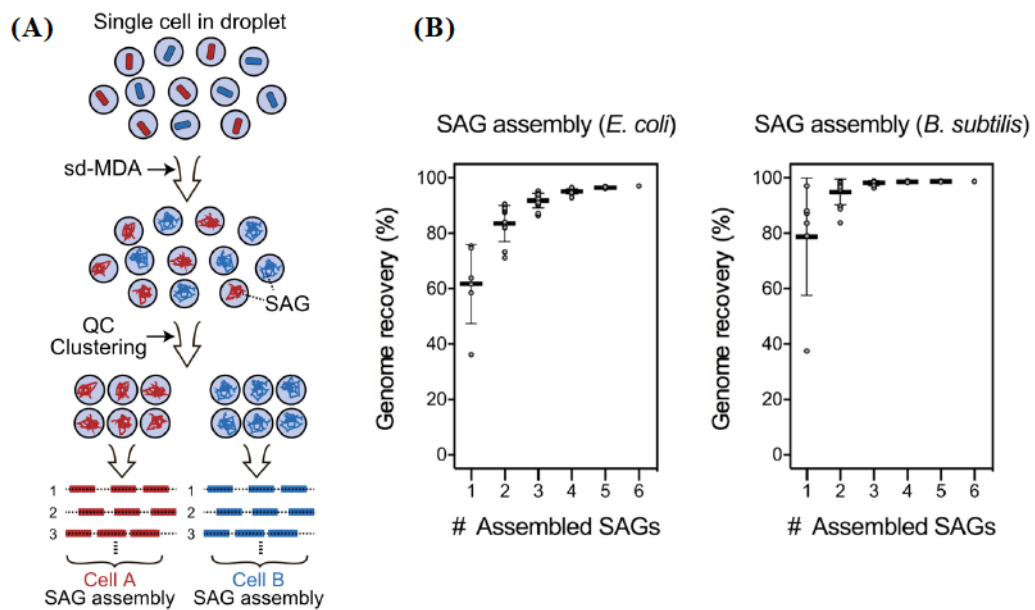 (A)
Single cell in droplet
sd-MDA
SAG
QC
Clustering
1
2
3
1
2
3
Cell A
SAG assembly
Cell B
SAG assembly
(B)
SAG assembly (E. coli)
Genome recovery (%)
100
80
60
40
20
0
1 2 3 4 5 6
# Assembled SAGs
SAG assembly (B. subtilis)
Genome recovery (%)
100
80
60
40
20
0
1 2 3 4 5 6
# Assembled SAGs